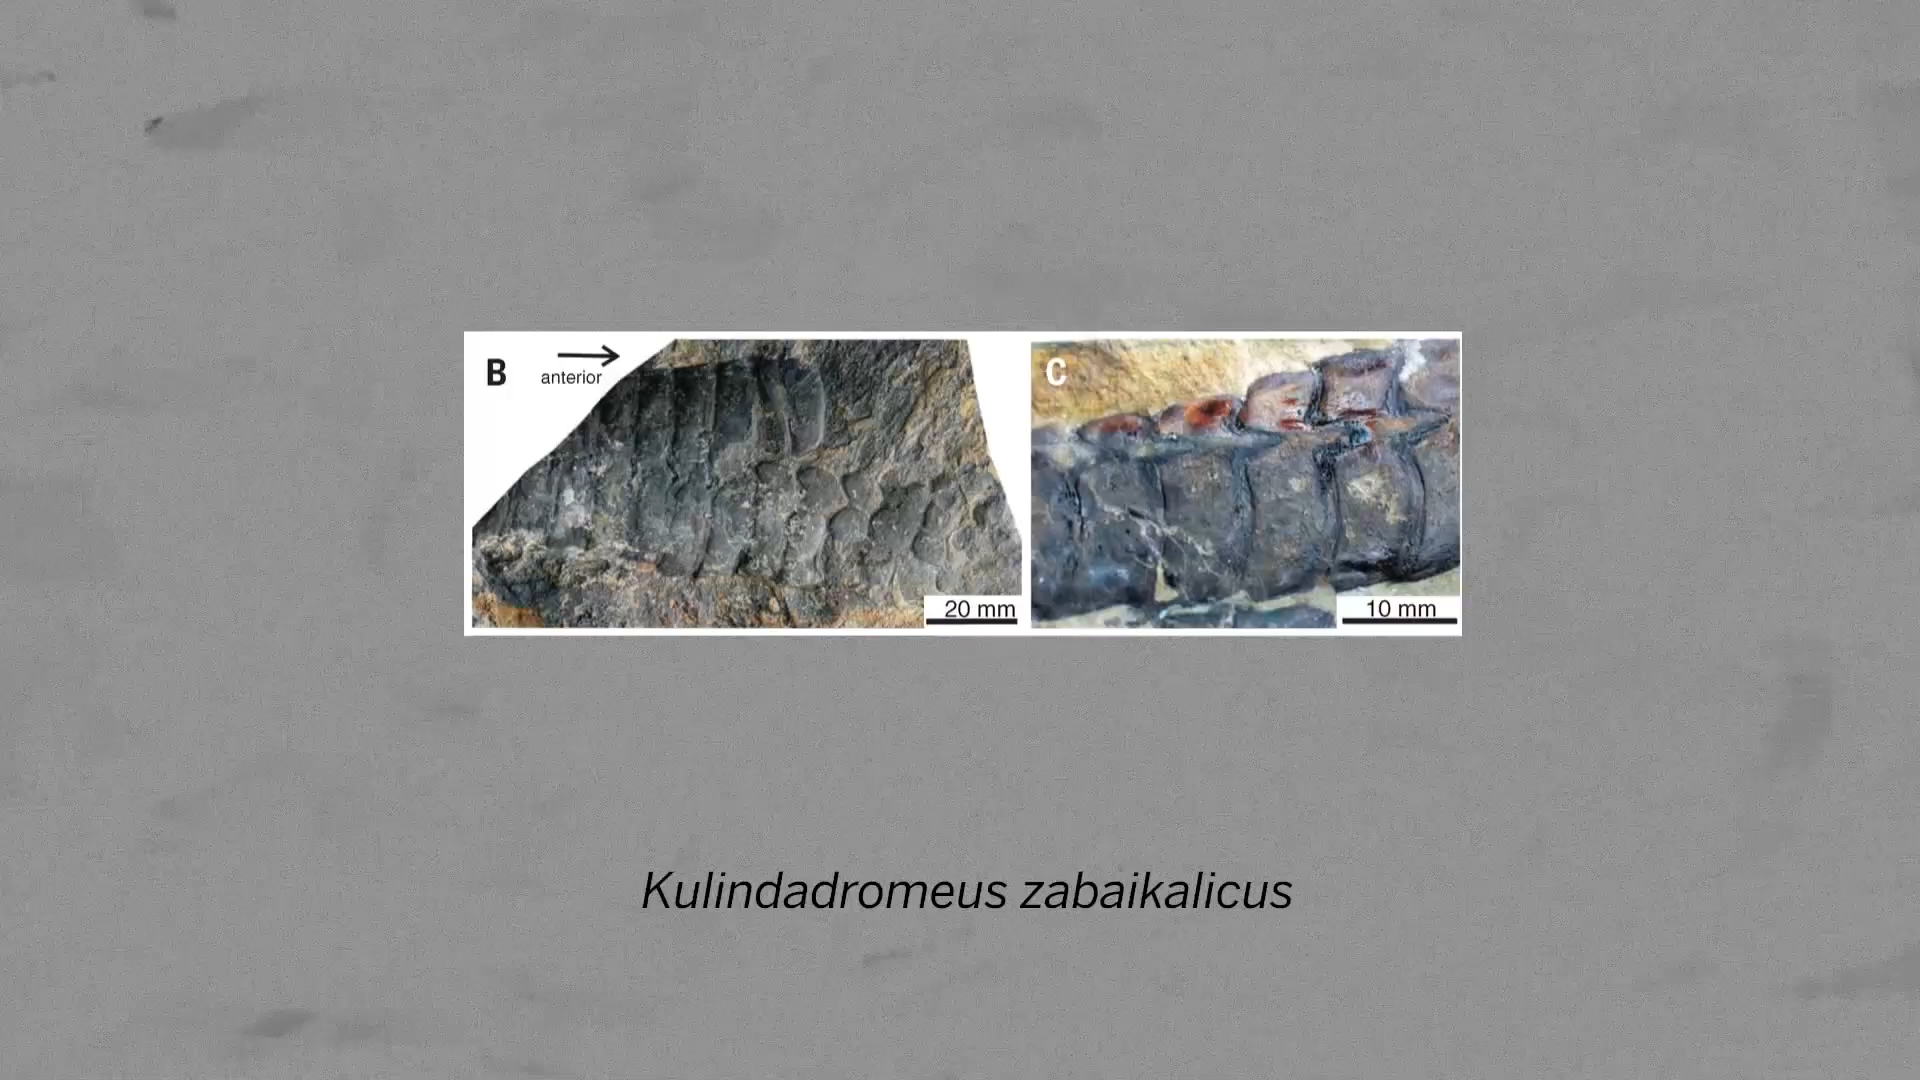 B
anterior
C
20 mm
10 mm
Kulindadromeus zabaikalicus